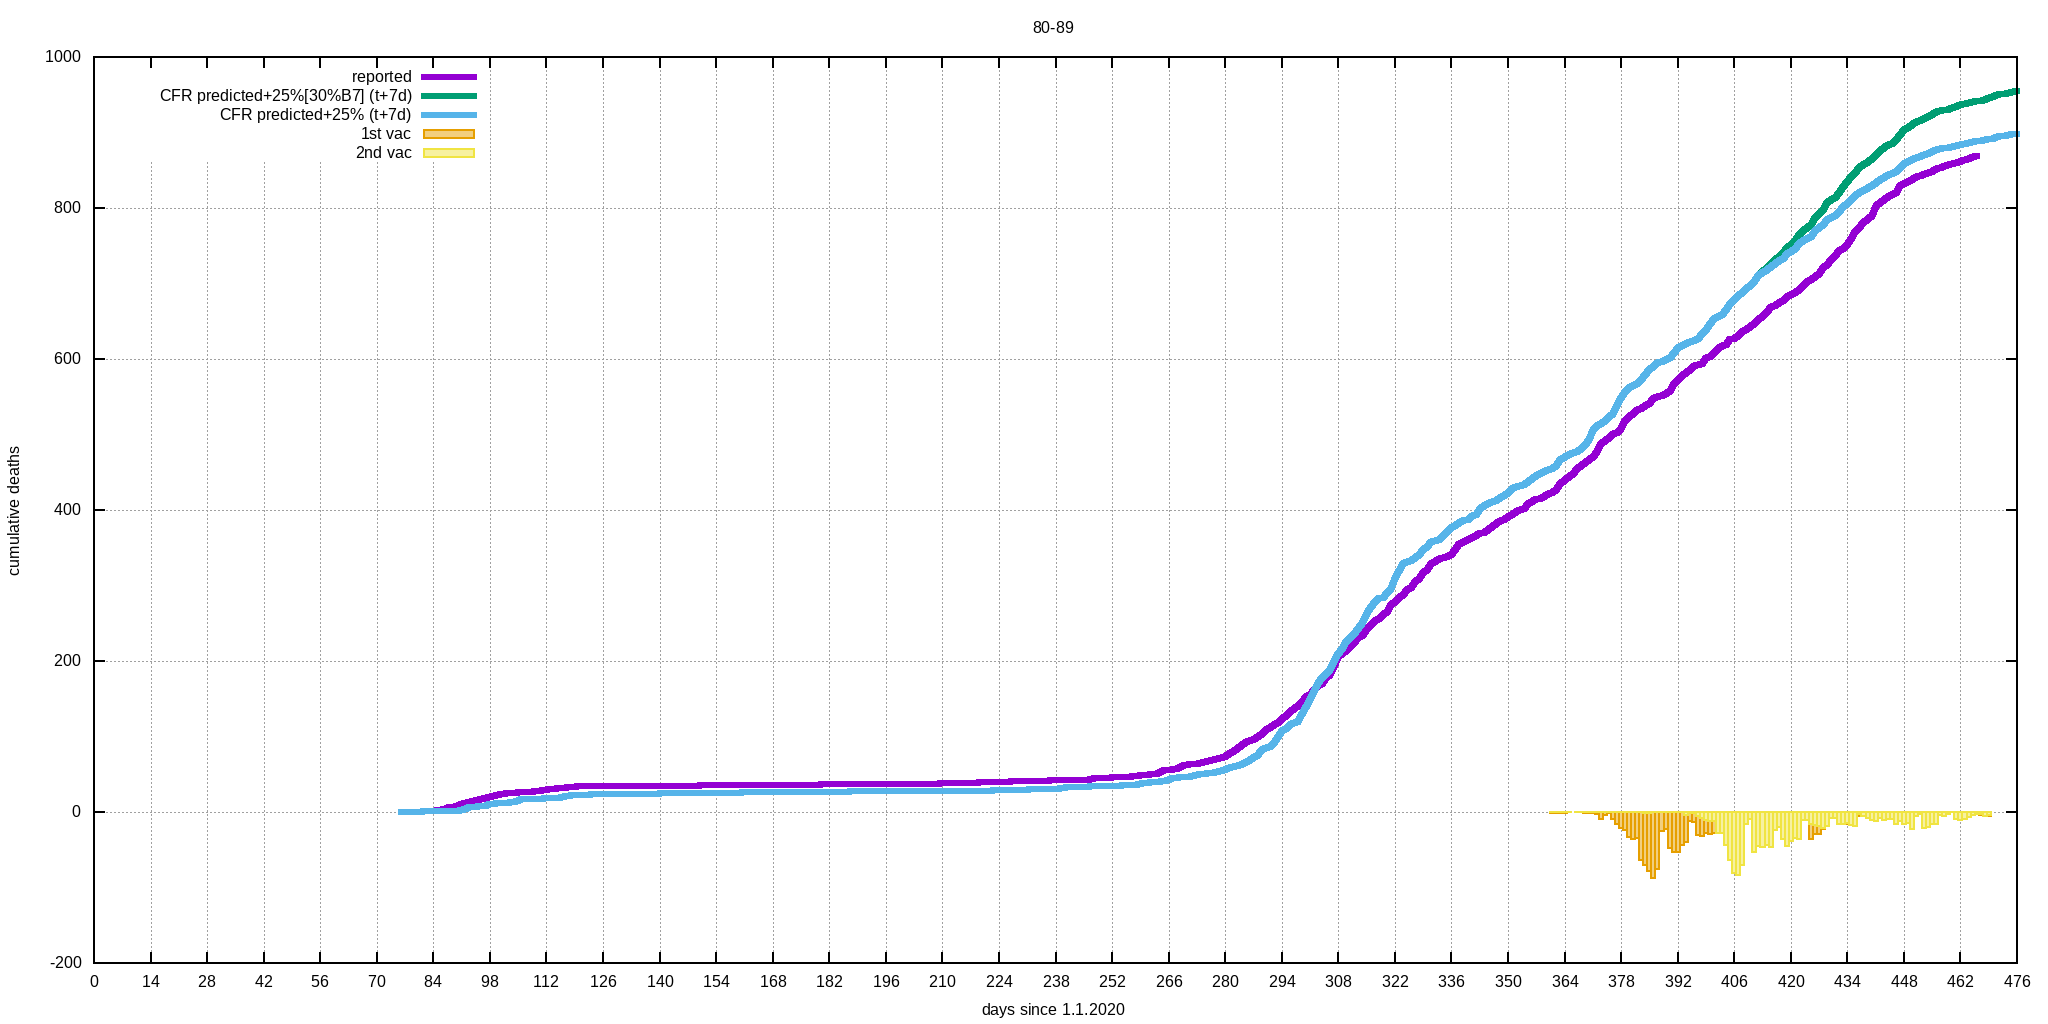 80-89
reported
CFR predicted+25%[30%B7] (t+7d)
CFR predicted+25% (t+7d)
1st vac
2nd vac
1000
800
600
400
200
0
-200
cumulative deaths
0 14 28 42 56 70 84 98 112 126 140 154 168 182 196 210 224 238 252 266 280 294 308 322 336 350 364 378 392 406 420 434 448 462 476
days since 1.1.2020